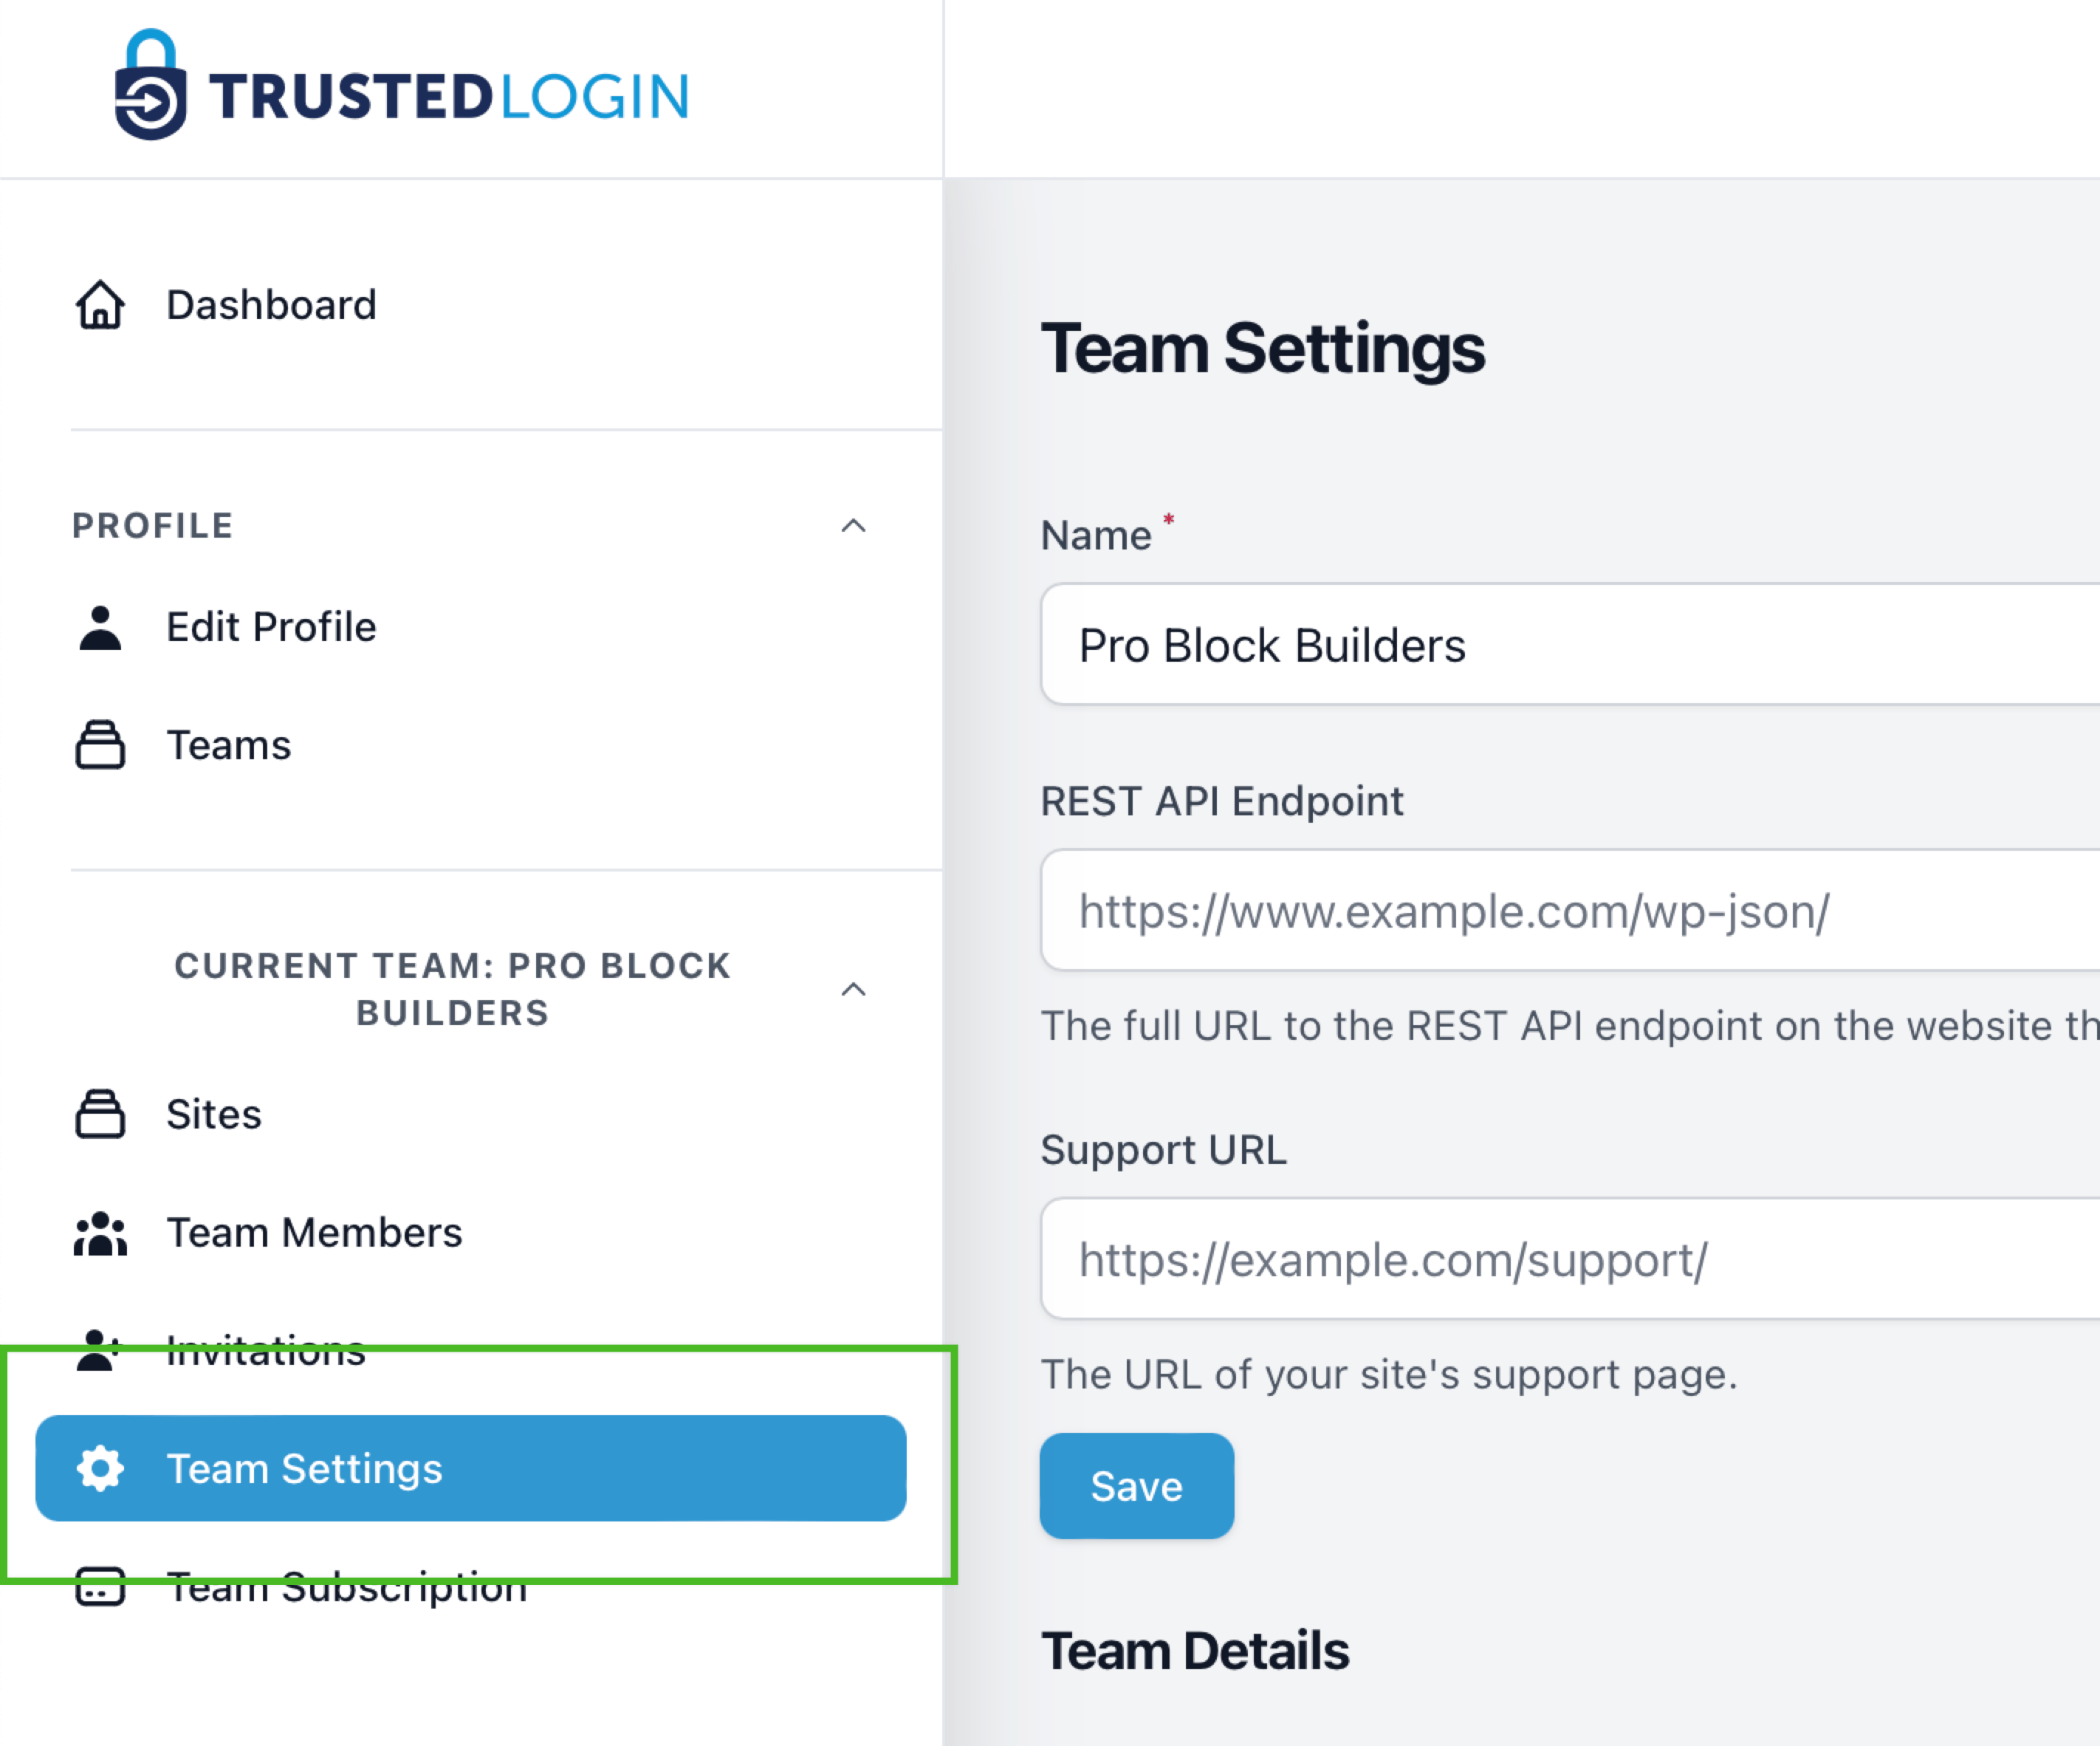 TRUSTEDLOGIN
Dashboard
PROFILE
Edit Profile
Teams
CURRENT TEAM: PRO BLOCK
BUILDERS
Sites
Team Members
Invitations
Team Settings
Team Subscription
Team Settings
Name *
Pro Block Builders
REST API Endpoint
https://www.example.com/wp-json/
The full URL to the REST API endpoint on the website th
Support URL
https://example.com/support/
The URL of your site's support page.
Save
Team Details